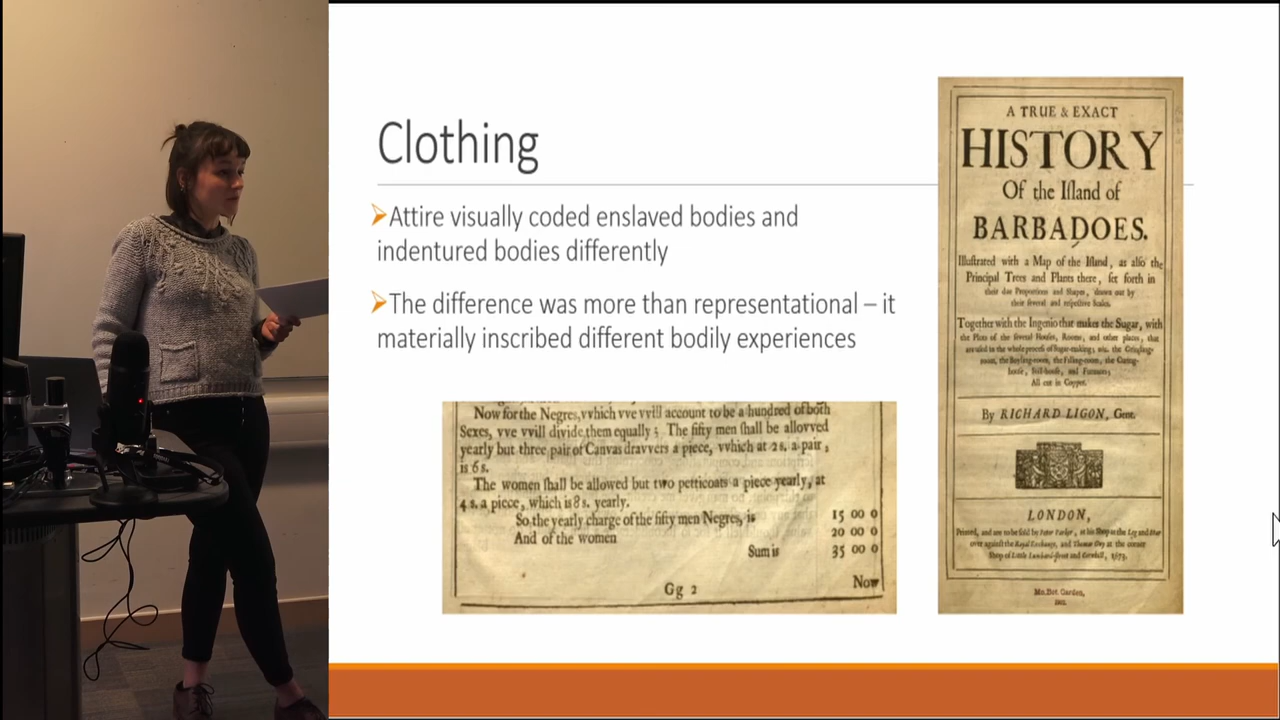 Clothing
Attire visually coded enslaved bodies and
indentured bodies differently
The difference was more than representational – it
materially inscribed different bodily experiences
Now for the Negres, vvhich vve vvill account to be a hundred of both
Sexes, vve vvill divide them equally; The fifty men ſhall be allovved
yearly but three pair of Canvas dravvers a piece, vvhich at 2s. a pair,
is 6 s.
The women ſhall be allowed but two petticoats a piece yearly, at
4 s. a piece, which is 8 s. yearly.
So the yearly charge of the fifty men Negres, is 15 00 0
And of the women 20 00 0
Sum is 35 00 0
Gg 2 Now
A TRUE & EXACT
HISTORY
Of the Iſland of
BARBADOES.
Illuſtrated with a Map of the Iſland, as alſo the
Principal Trees and Plants there, ſet forth in
their due Proportions and Shapes, drawn out by
their ſeveral and reſpective Scales.
Together with the Ingenio that makes the Sugar, with
the Plots of the ſeveral Houſes, Rooms, and other places, that
are uſed in the whole proceſs of Sugar-making; viz. the Grinding-
room, the Boyling-room, the Filling-room, the Curing-
houſe, Still-houſe, and Furnaces;
All cut in Copper.
By RICHARD LIGON, Gent.
LONDON,
Printed, and are to be ſold by Peter Parker, at his Shop at the Leg and Star
over againſt the Royal Exchange, and Thomas Guy at the corner
Shop of Little Lumbard-ſtreet and Cornhill, 1673.
Mo. Bot. Garden,